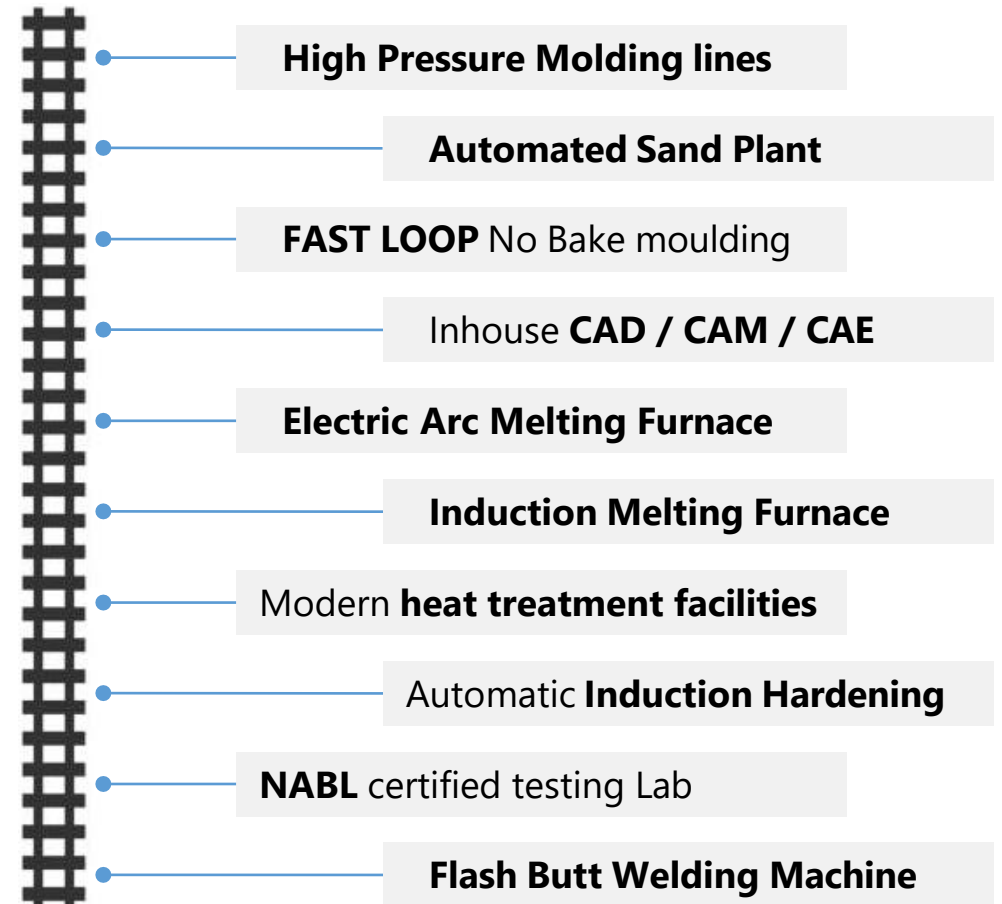 High Pressure Molding lines
Automated Sand Plant
FAST LOOP No Bake moulding
Inhouse CAD / CAM / CAE
Electric Arc Melting Furnace
Induction Melting Furnace
Modern heat treatment facilities
Automatic Induction Hardening
NABL certified testing Lab
Flash Butt Welding Machine